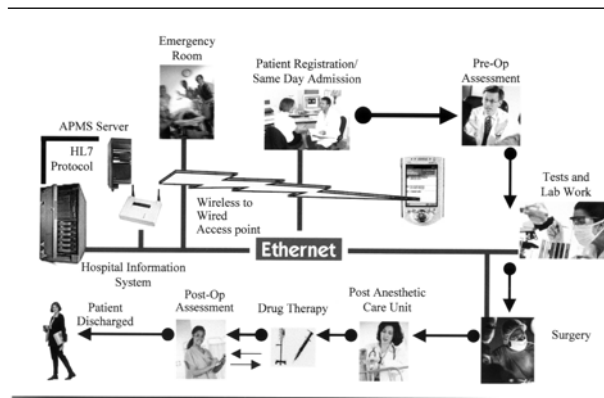 Emergency
Room
Patient Registration/
Same Day Admission
Pre-Op
Assessment
APMS Server
HL7
Protocol
Tests and
Lab Work
Wireless to
Wired
Access point
Ethernet
Hospital Information
System
Patient
Discharged
Post-Op
Assessment
Drug Therapy
Post Anesthetic
Care Unit
Surgery